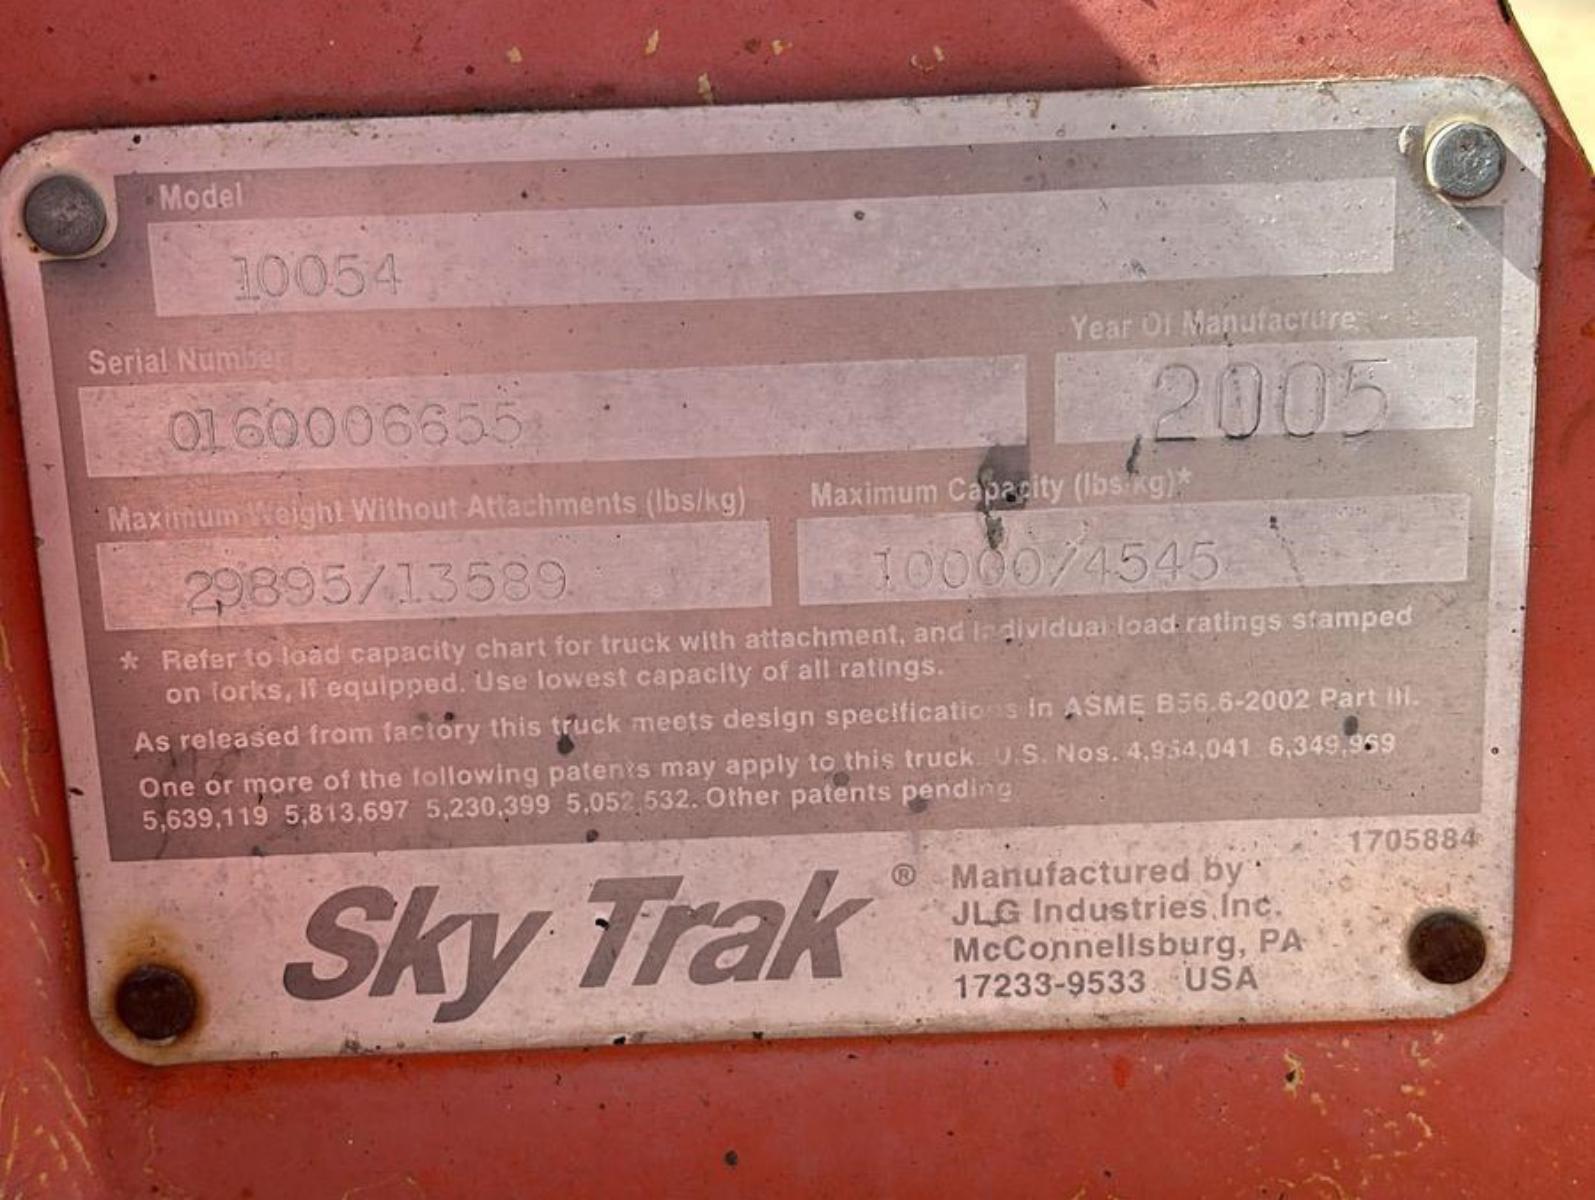 Model
10054
Serial Number
Year Of Manufacture
0160006655
2005
Maximum Weight Without Attachments (lbs/kg)
Maximum Capacity (lbs/kg)*
29895/13589
10000/4545
* Refer to load capacity chart for truck with attachment, and individual load ratings stamped
on forks, if equipped. Use lowest capacity of all ratings.
As released from factory this truck meets design specifications in ASME B56.6-2002 Part III.
One or more of the following patents may apply to this truck. U.S. Nos. 4,954,041 6,349,969
5,639,119 5,813,697 5,230,399 5,052,532. Other patents pending
1705884
Sky Trak ®
Manufactured by
JLG Industries, Inc.
McConnellsburg, PA
17233-9533 USA